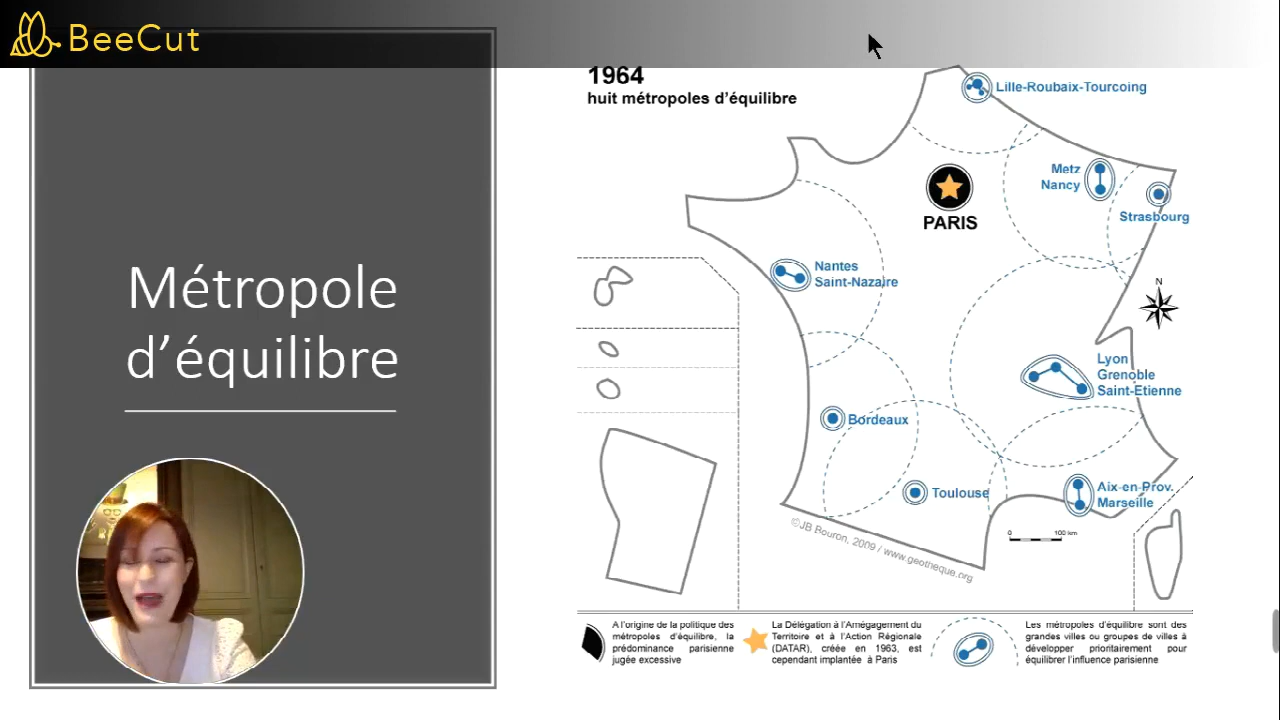 BeeCut
Métropole
d’équilibre
1964
huit métropoles d’équilibre
Lille-Roubaix-Tourcoing
Metz
Nancy
Strasbourg
PARIS
Nantes
Saint-Nazaire
N
Lyon
Grenoble
Saint-Etienne
Bordeaux
Toulouse
Aix-en-Prov.
Marseille
0 100 km
©JB Bouron, 2009 / www.geotheque.org
A l'origine de la politique des
métropoles d'équilibre, la
prédominance parisienne
jugée excessive
La Délégation à l'Amégagement du
Territoire et à l'Action Régionale
(DATAR), créée en 1963, est
cependant implantée à Paris
Les métropoles d'équilibre sont des
grandes villes ou groupes de villes à
développer prioritairement pour
équilibrer l'influence parisienne